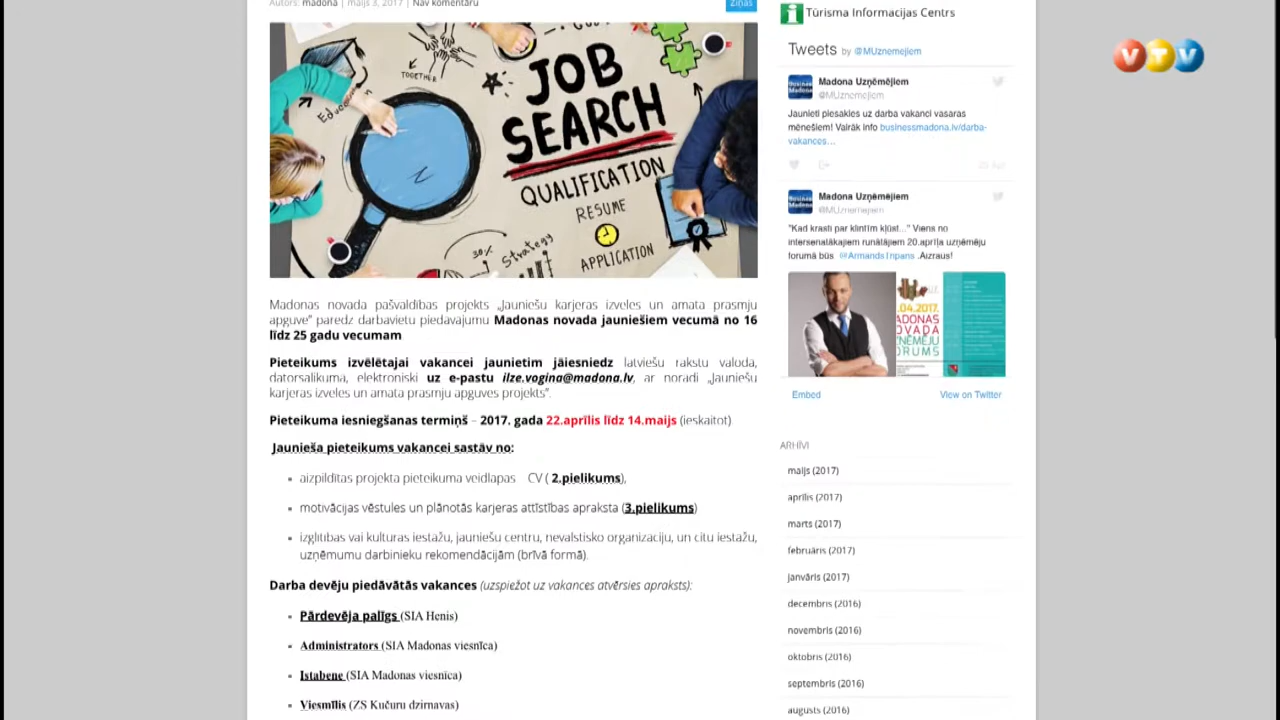 Autors: madona | maijs 3, 2017 | Nav komentāru
Ziņas
TOGETHER
Education
JOB
SEARCH
QUALIFICATION
RESUME
30%
Strategy
APPLICATION
Madonas novada pašvaldības projekts „Jauniešu karjeras izvēles un amata prasmju
apguve” paredz darbavietu piedāvājumu Madonas novada jauniešiem vecumā no 16
līdz 25 gadu vecumam
Pieteikums izvēlētajai vakancei jaunietim jāiesniedz latviešu rakstu valodā,
datorsalikumā, elektroniski uz e-pastu ilze.vogina@madona.lv, ar norādi „Jauniešu
karjeras izvēles un amata prasmju apguves projekts”.
Pieteikuma iesniegšanas termiņš – 2017. gada 22.aprīlis līdz 14.maijs (ieskaitot)
Jaunieša pieteikums vakancei sastāv no:
aizpildītas projekta pieteikuma veidlapas CV ( 2.pielikums),
motivācijas vēstules un plānotās karjeras attīstības apraksta (3.pielikums)
izglītības vai kultūras iestāžu, jauniešu centru, nevalstisko organizāciju, un citu iestāžu,
uzņēmumu darbinieku rekomendācijām (brīvā formā).
Darba devēju piedāvātās vakances (uzspiežot uz vakances atvērsies apraksts):
Pārdevēja palīgs (SIA Henis)
Administrators (SIA Madonas viesnīca)
Istabene (SIA Madonas viesnīca)
Viesmīlis (ZS Kučuru dzirnavas)
Tūrisma Informācijas Centrs
Tweets by @MUznemejiem
Madona Uzņēmējiem
@MUznemejiem
Jaunieti piesakies uz darba vakanci vasaras
mēnešiem! Vairāk info businessmadona.lv/darba-
vakances…
Madona Uzņēmējiem
@MUznemejiem
"Kad krasti par klintīm kļūst..." Viens no
intersenatākajiem runātājiem 20.aprīļa uzņēmēju
forumā būs @Armands1npans .Aizraus!
.04.2017.
MADONAS
NOVADA
UZŅĒMĒJU
FORUMS
Embed
View on Twitter
ARHĪVI
maijs (2017)
aprīlis (2017)
marts (2017)
februāris (2017)
janvāris (2017)
decembris (2016)
novembris (2016)
oktobris (2016)
septembris (2016)
augusts (2016)
VTV